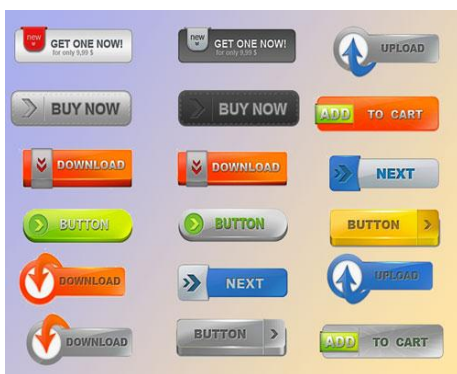 new
GET ONE NOW!
for only 9,99 $
new
GET ONE NOW!
for only 9,99 $
UPLOAD
BUY NOW
BUY NOW
ADD TO CART
DOWNLOAD
DOWNLOAD
NEXT
BUTTON
BUTTON
BUTTON
DOWNLOAD
NEXT
UPLOAD
DOWNLOAD
BUTTON
ADD TO CART